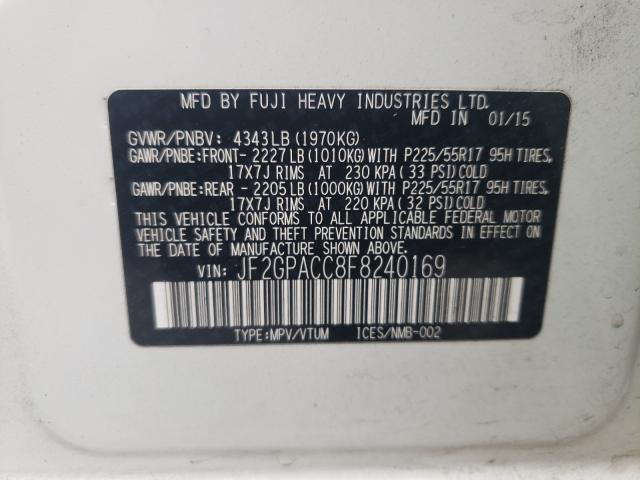 MFD BY FUJI HEAVY INDUSTRIES LTD.
MFD IN 01/15
GVWR/PNBV: 4343LB (1970KG)
GAWR/PNBE:FRONT- 2227LB (1010KG) WITH P225/55R17 95H TIRES,
17X7J RIMS AT 230 KPA (33 PSI) COLD
GAWR/PNBE:REAR - 2205LB (1000KG) WITH P225/55R17 95H TIRES,
17X7J RIMS AT 220 KPA (32 PSI) COLD
THIS VEHICLE CONFORMS TO ALL APPLICABLE FEDERAL MOTOR
VEHICLE SAFETY AND THEFT PREVENTION STANDARDS IN EFFECT
ON THE DATE OF MANUFACTURE SHOWN ABOVE.
VIN: JF2GPACC8F8240169
TYPE:MPV/VTUM ICES/NMB-002